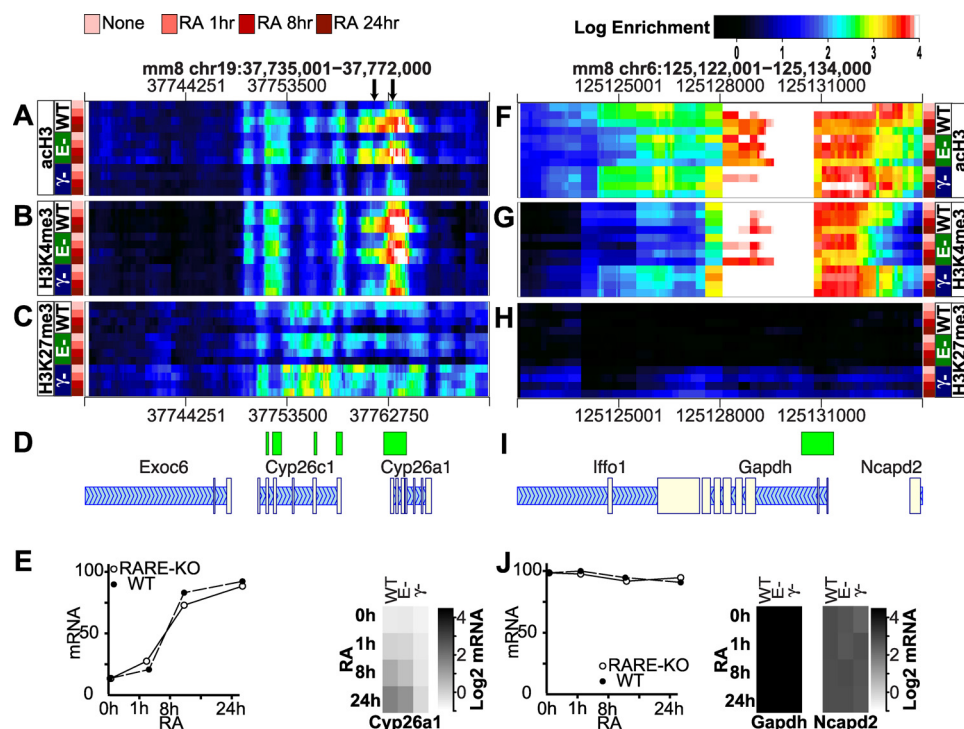 None RA 1hr RA 8hr RA 24hr
Log Enrichment
0 1 2 3 4
mm8 chr19:37,735,001−37,772,000
37744251 37753500 37762750
mm8 chr6:125,122,001−125,134,000
125125001 125128000 125131000
A
acH3
WT
E-
γ-
B
H3K4me3
WT
E-
γ-
C
H3K27me3
WT
E-
γ-
37744251 37753500 37762750
F
WT
E-
γ-
acH3
G
WT
E-
γ-
H3K4me3
H
WT
E-
γ-
H3K27me3
125125001 125128000 125131000
D
Exoc6 Cyp26c1 Cyp26a1
I
Iffo1 Gapdh Ncapd2
E
RARE-KO
WT
mRNA
100
50
0
0h 1h 8h 24h
RA
WT E- γ-
RA
0h
1h
8h
24h
Cyp26a1
Log2 mRNA
4
2
0
J
mRNA
100
50
0
RARE-KO
WT
0h 1h 8h 24h
RA
WT E- γ-
WT E- γ-
RA
0h
1h
8h
24h
Gapdh Ncapd2
Log2 mRNA
4
2
0